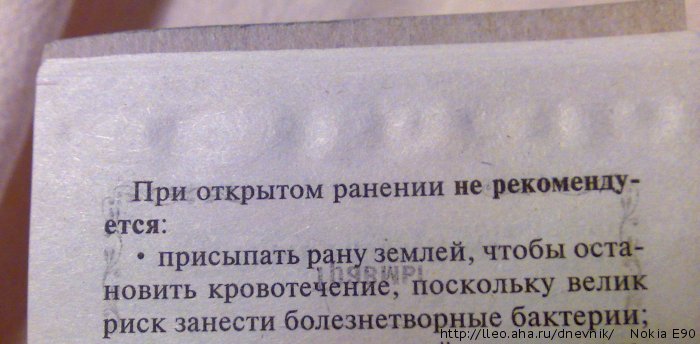 При открытом ранении не рекоменду-
ется:
• присыпать рану землей, чтобы оста-
новить кровотечение, поскольку велик
риск занести болезнетворные бактерии;
http://lleo.aha.ru/dnevnik/ Nokia E90